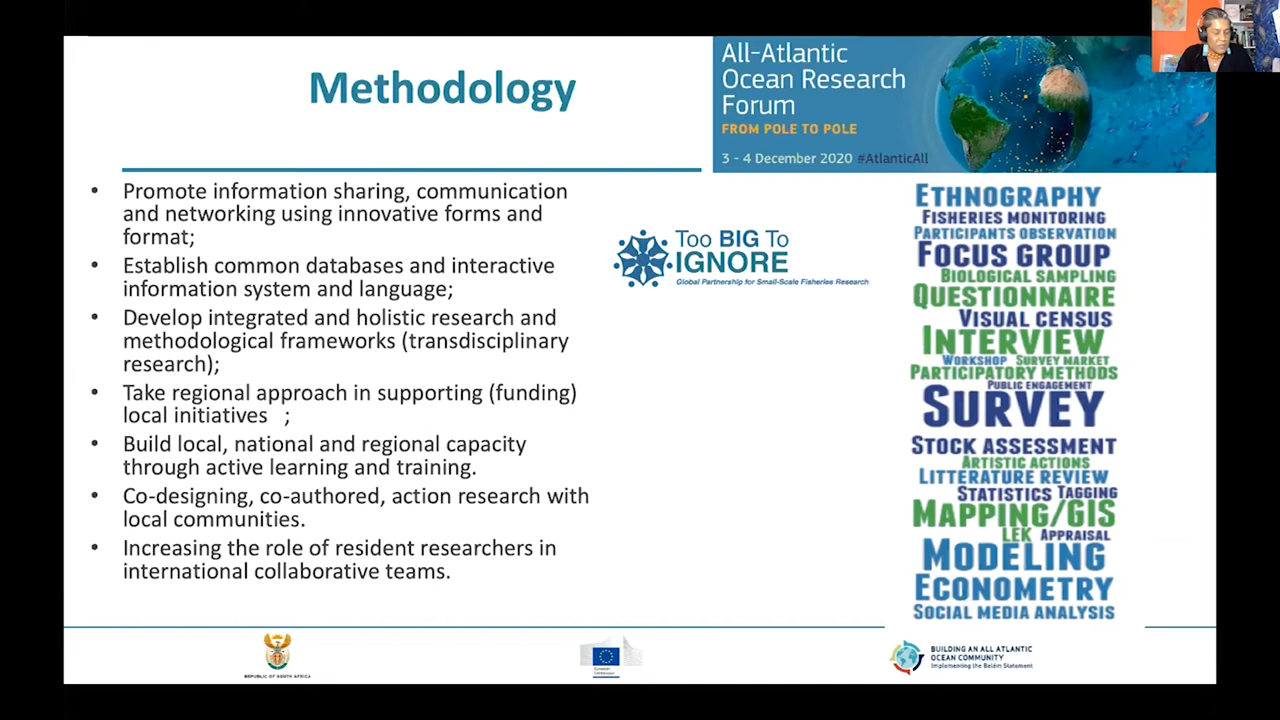 Methodology
All-Atlantic
Ocean Research
Forum
FROM POLE TO POLE
3 - 4 December 2020 #AtlanticAll
• Promote information sharing, communication
and networking using innovative forms and
format;
• Establish common databases and interactive
information system and language;
• Develop integrated and holistic research and
methodological frameworks (transdisciplinary
research);
• Take regional approach in supporting (funding)
local initiatives ;
• Build local, national and regional capacity
through active learning and training.
• Co-designing, co-authored, action research with
local communities.
• Increasing the role of resident researchers in
international collaborative teams.
Too BIG To
IGNORE
Global Partnership for Small-Scale Fisheries Research
ETHNOGRAPHY
FISHERIES MONITORING
PARTICIPANTS OBSERVATION
FOCUS GROUP
BIOLOGICAL SAMPLING
QUESTIONNAIRE
VISUAL CENSUS
INTERVIEW
WORKSHOP SURVEY MARKET
PARTICIPATORY METHODS
PUBLIC ENGAGEMENT
SURVEY
STOCK ASSESSMENT
ARTISTIC ACTIONS
LITTERATURE REVIEW
STATISTICS TAGGING
MAPPING/GIS
LEK APPRAISAL
MODELING
ECONOMETRY
SOCIAL MEDIA ANALYSIS
REPUBLIC OF SOUTH AFRICA
European
Commission
BUILDING AN ALL ATLANTIC
OCEAN COMMUNITY
Implementing the Belém Statement